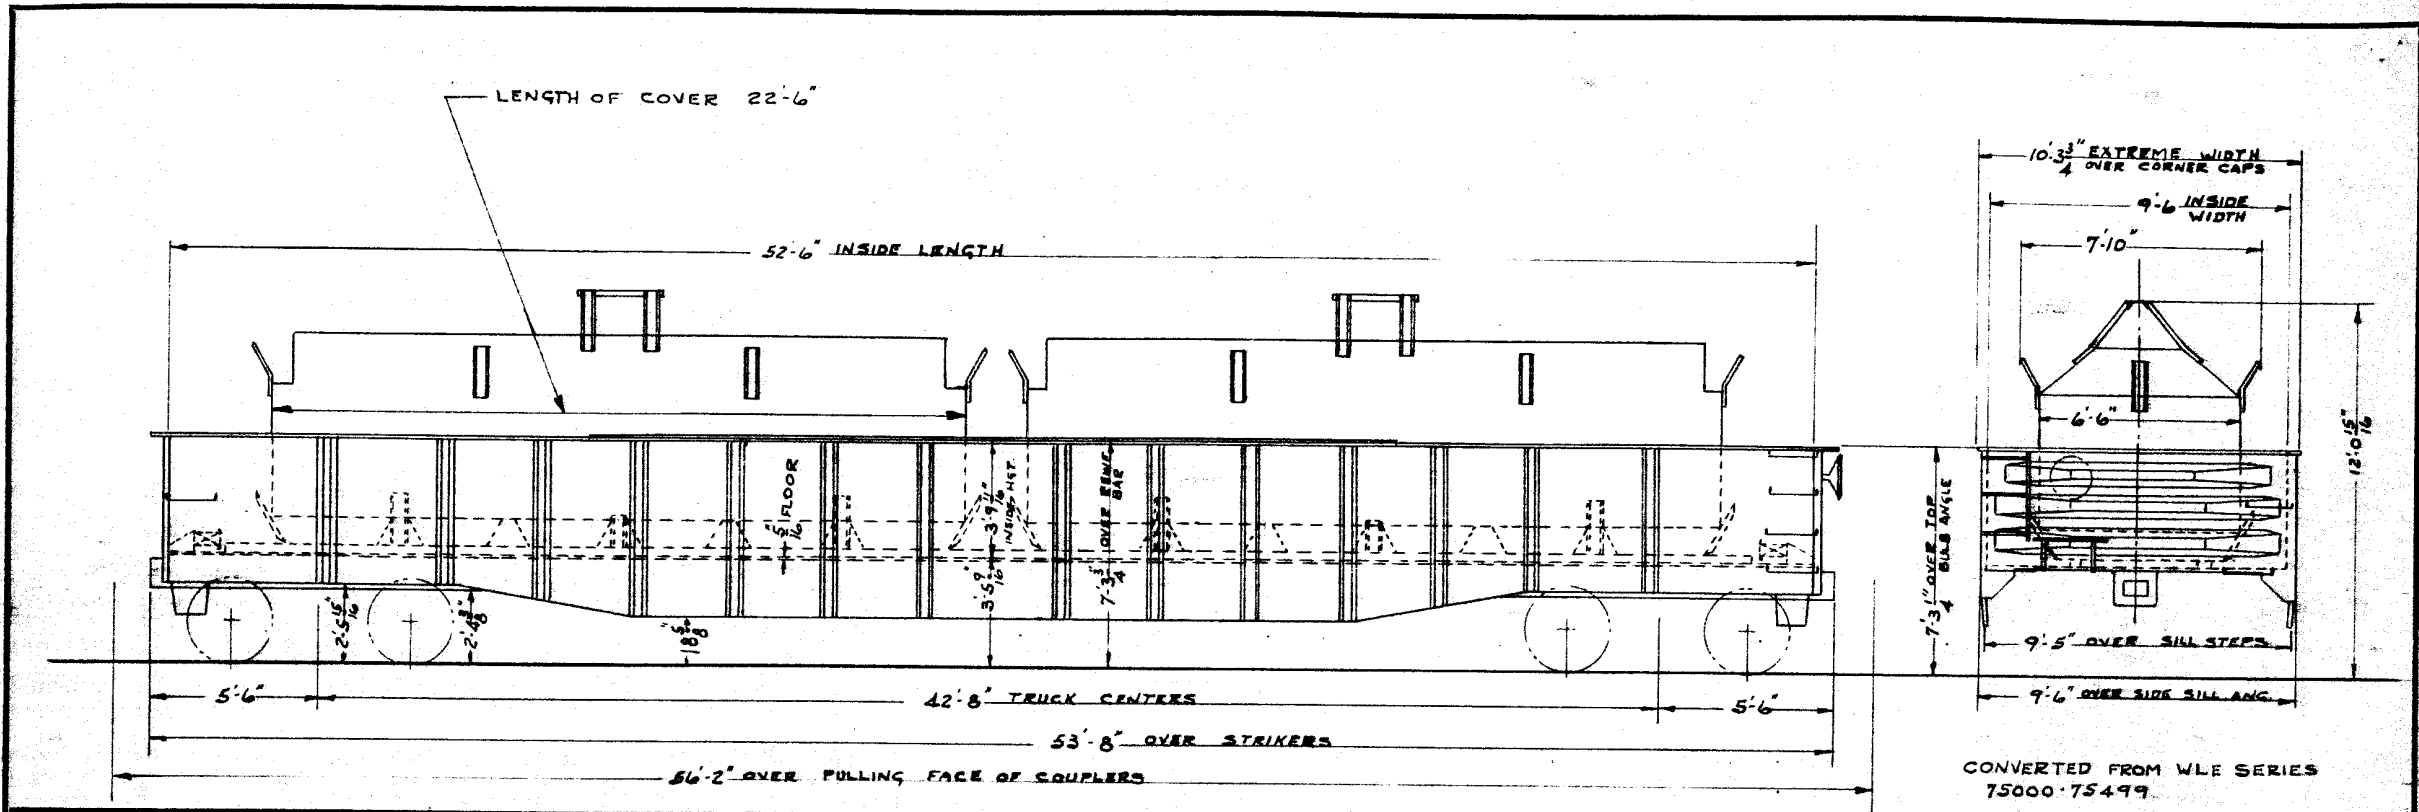 LENGTH OF COVER 22'-6"
52'-6" INSIDE LENGTH
10'-3 3/4" EXTREME WIDTH
OVER CORNER CAPS
9'-6 INSIDE
WIDTH
7'-10"
6'-6"
12'-0 15/16"
5/16" FLOOR
3'-9 11/16"
INSIDE HGT.
3'-5 9/16"
7'-3 3/4" OVER REINF
BAR
7'-3 1/4" OVER TOP
BULB ANGLE
2'-5 15/16"
2'-4 3/8"
18 5/8"
9'-5" OVER SILL STEPS
9'-6" OVER SIDE SILL ANG.
5'-6"
42'-8" TRUCK CENTERS
5'-6"
53'-8" OVER STRIKERS
56'-2" OVER PULLING FACE OF COUPLERS
CONVERTED FROM WLE SERIES
75000-75499